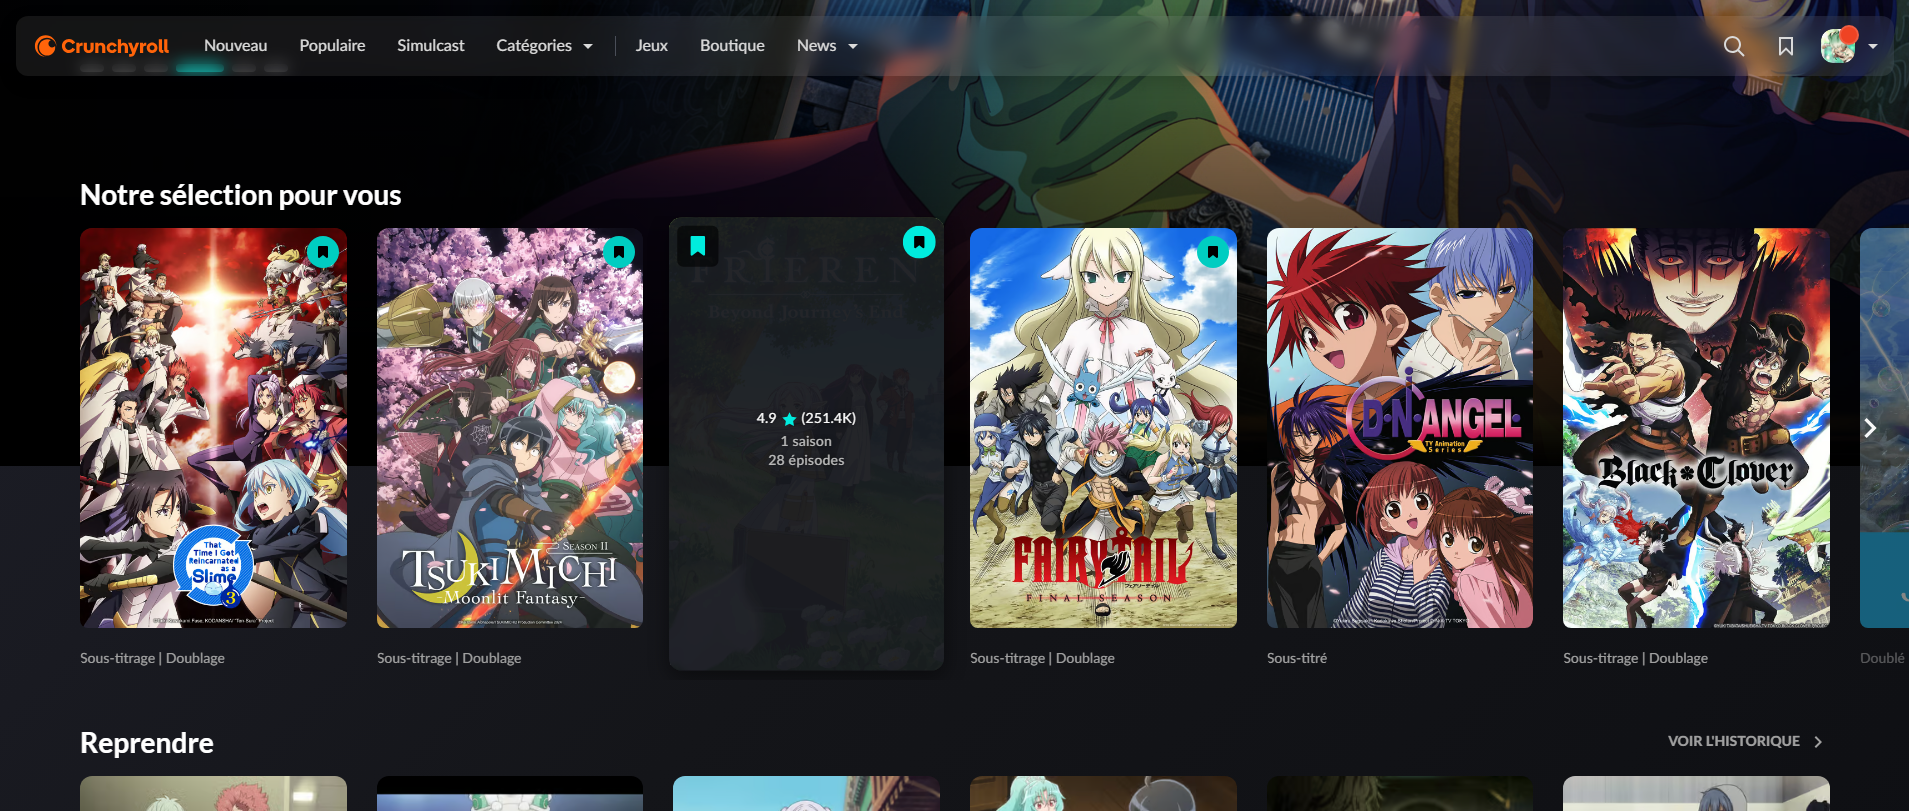 Crunchyroll Nouveau Populaire Simulcast Catégories Jeux Boutique News
Notre sélection pour vous
That
Time I Got
Reincarnated
as a
Slime
3
Sous-titrage | Doublage
SEASON II
TSUKIMICHI
-Moonlit Fantasy-
Sous-titrage | Doublage
FRIEREN
Beyond Journey's End
4.9 (251.4K)
1 saison
28 épisodes
FAIRY TAIL
FINAL SEASON
Sous-titrage | Doublage
D·N·ANGEL
TV Animation
Series
Sous-titré
Black Clover
Sous-titrage | Doublage
Doublé
Reprendre
VOIR L'HISTORIQUE